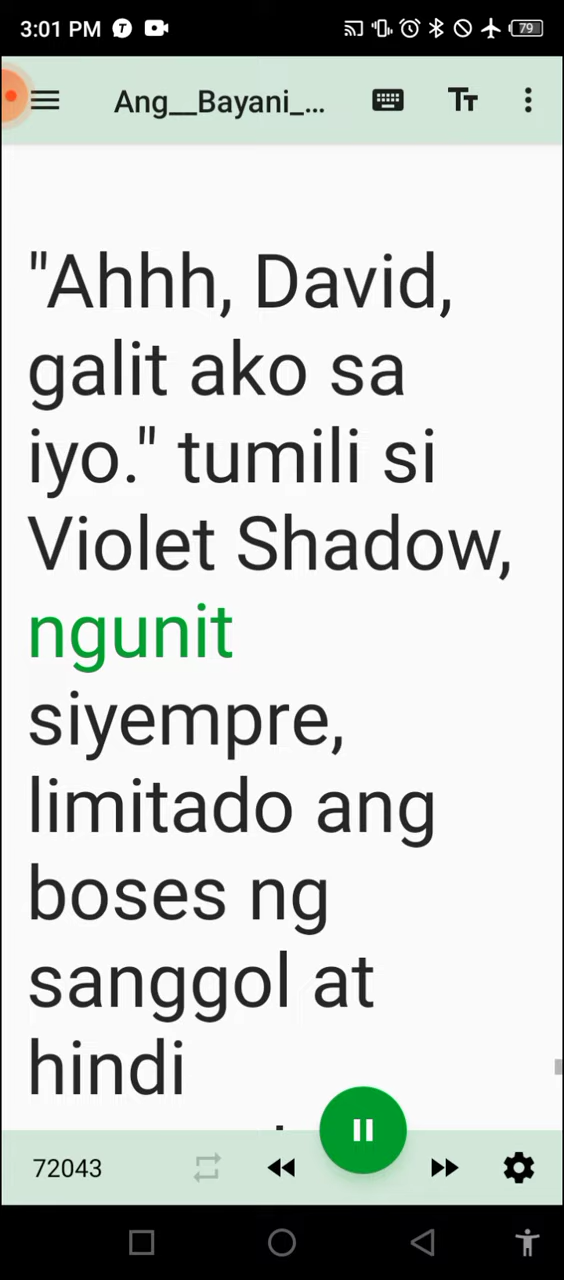 3:01 PM
79
Ang__Bayani_...
"Ahhh, David,
galit ako sa
iyo." tumili si
Violet Shadow,
ngunit
siyempre,
limitado ang
boses ng
sanggol at
hindi
72043